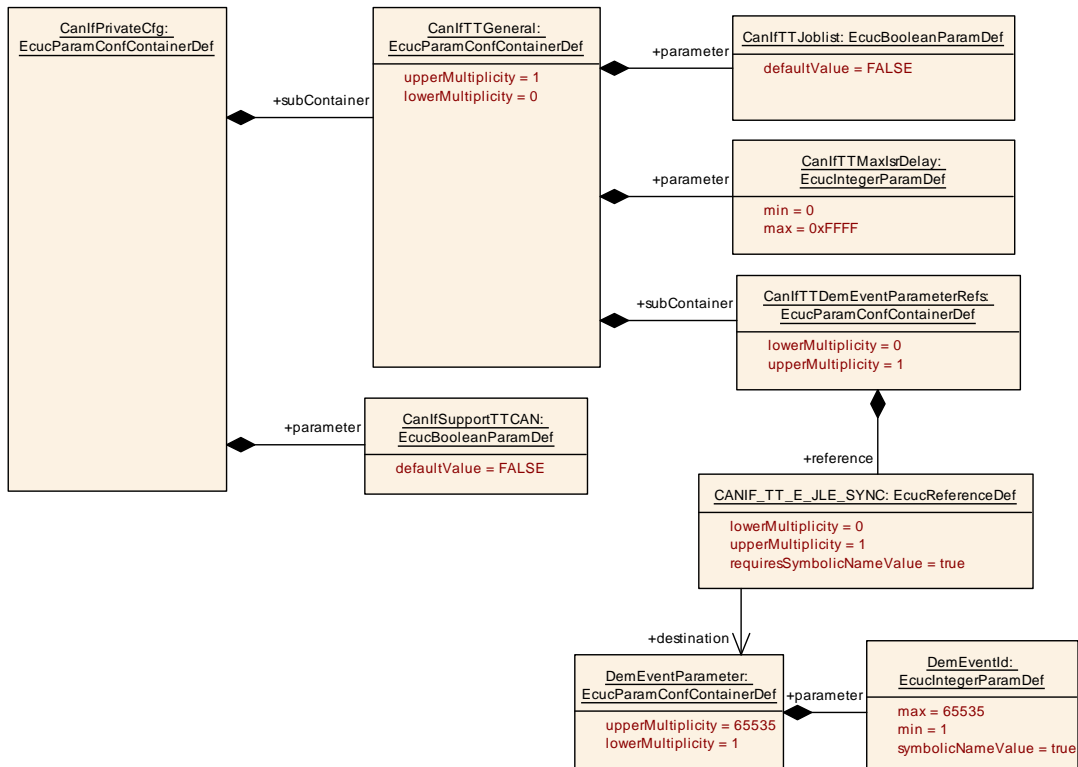 CanIfPrivateCfg:
EcucParamConfContainerDef
+subContainer
CanIfTTGeneral:
EcucParamConfContainerDef
upperMultiplicity = 1
lowerMultiplicity = 0
+parameter
CanIfTTJoblist: EcucBooleanParamDef
defaultValue = FALSE
+parameter
CanIfTTMaxIsrDelay:
EcucIntegerParamDef
min = 0
max = 0xFFFF
+subContainer
CanIfTTDemEventParameterRefs:
EcucParamConfContainerDef
lowerMultiplicity = 0
upperMultiplicity = 1
+parameter
CanIfSupportTTCAN:
EcucBooleanParamDef
defaultValue = FALSE
+reference
CANIF_TT_E_JLE_SYNC: EcucReferenceDef
lowerMultiplicity = 0
upperMultiplicity = 1
requiresSymbolicNameValue = true
+destination
DemEventParameter:
EcucParamConfContainerDef
upperMultiplicity = 65535
lowerMultiplicity = 1
+parameter
DemEventId:
EcucIntegerParamDef
max = 65535
min = 1
symbolicNameValue = true